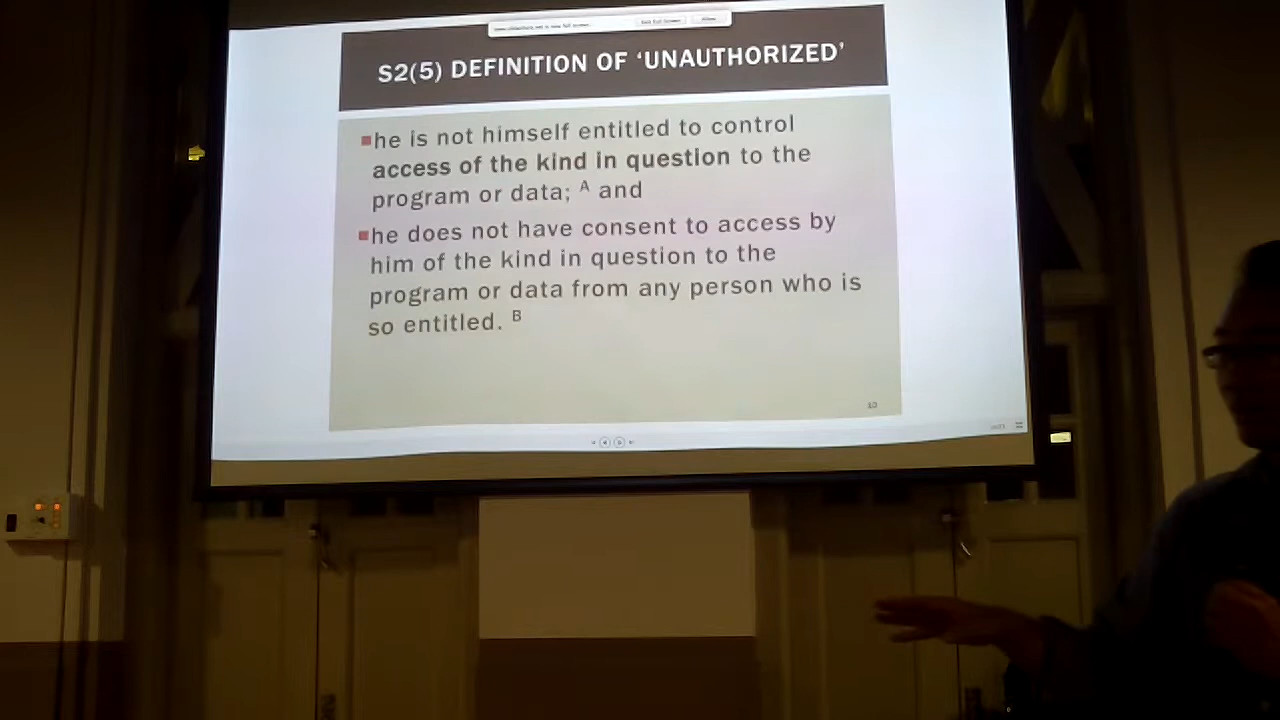 S2(5) DEFINITION OF ‘UNAUTHORIZED’
he is not himself entitled to control
access of the kind in question to the
program or data; A and
he does not have consent to access by
him of the kind in question to the
program or data from any person who is
so entitled. B